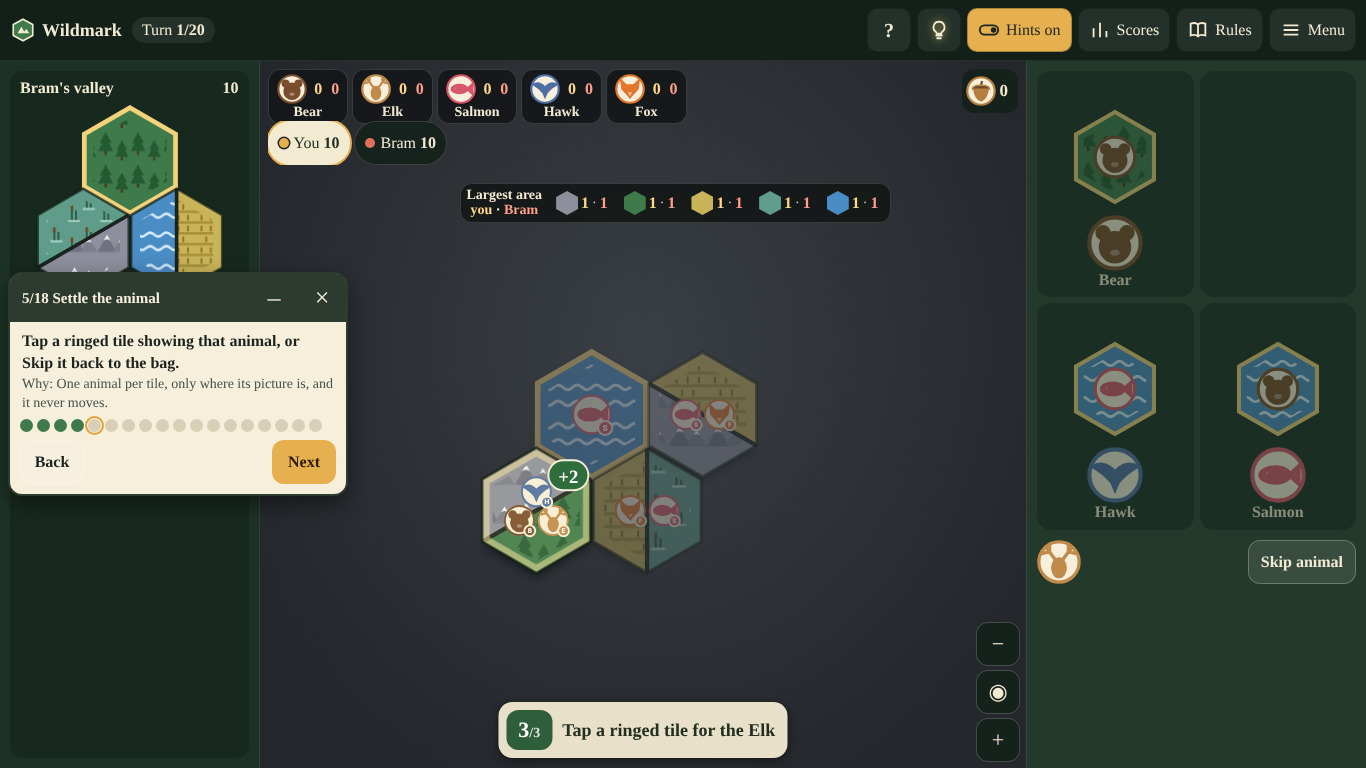 Wildmark
Turn 1/20
?
Hints on
Scores
Rules
Menu
Bram's valley 10
0 0
Bear
0 0
Elk
0 0
Salmon
0 0
Hawk
0 0
Fox
0
You 10
Bram 10
Largest area
you · Bram
1 · 1
1 · 1
1 · 1
1 · 1
1 · 1
5/18 Settle the animal
Tap a ringed tile showing that animal, or
Skip it back to the bag.
Why: One animal per tile, only where its picture is, and
it never moves.
Back
Next
S
S
F
+2
H
B
E
F
S
Bear
Hawk
Salmon
Skip animal
3/3
Tap a ringed tile for the Elk